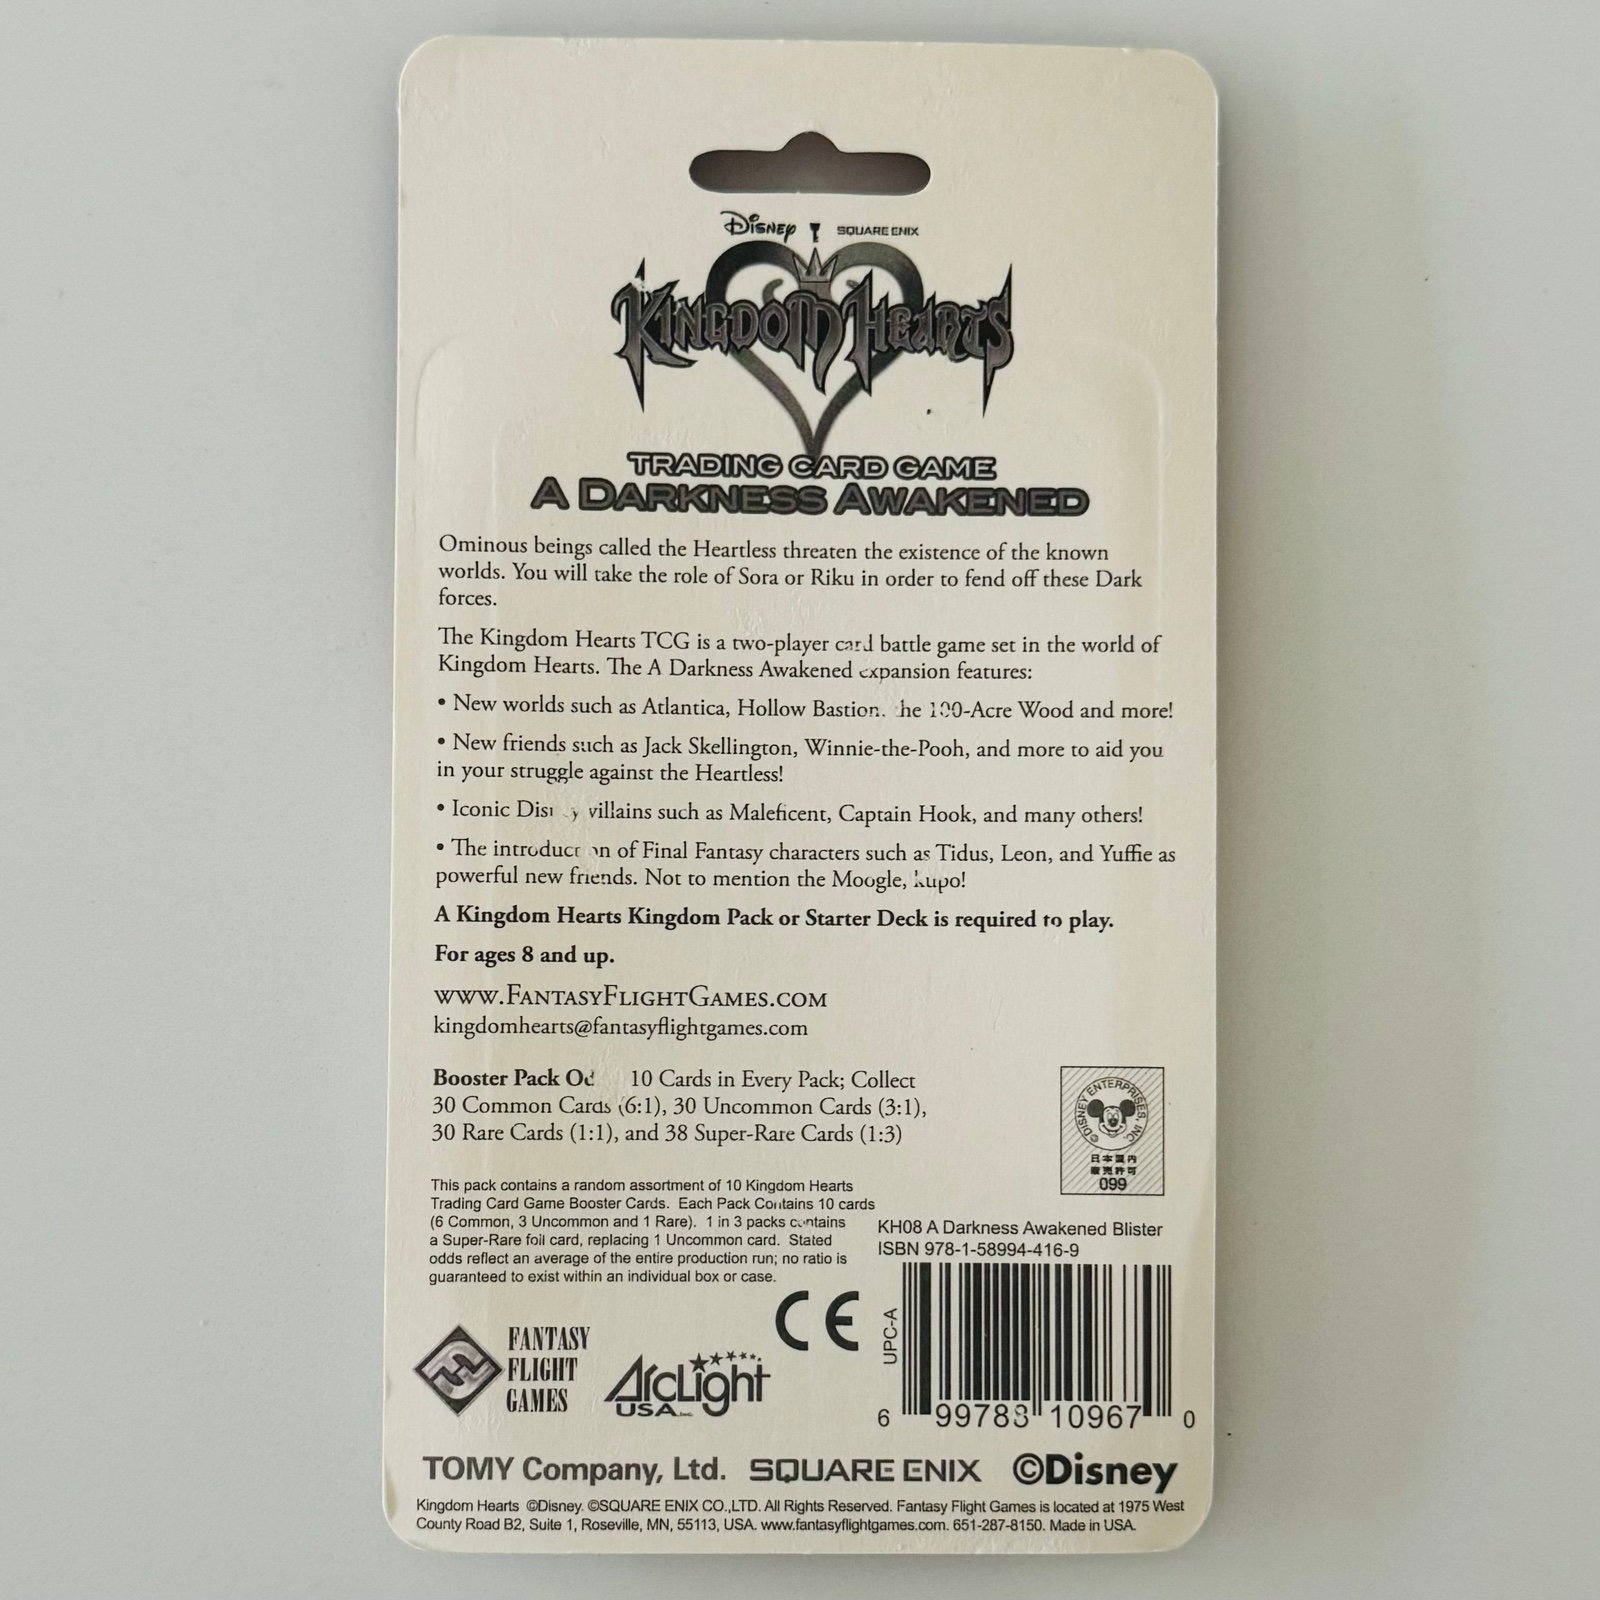 Disney SQUARE ENIX
KINGDOM HEARTS
TRADING CARD GAME
A DARKNESS AWAKENED
Ominous beings called the Heartless threaten the existence of the known
worlds. You will take the role of Sora or Riku in order to fend off these Dark
forces.
The Kingdom Hearts TCG is a two-player card battle game set in the world of
Kingdom Hearts. The A Darkness Awakened expansion features:
• New worlds such as Atlantica, Hollow Bastion, the 100-Acre Wood and more!
• New friends such as Jack Skellington, Winnie-the-Pooh, and more to aid you
in your struggle against the Heartless!
• Iconic Disney villains such as Maleficent, Captain Hook, and many others!
• The introduction of Final Fantasy characters such as Tidus, Leon, and Yuffie as
powerful new friends. Not to mention the Moogle, kupo!
A Kingdom Hearts Kingdom Pack or Starter Deck is required to play.
For ages 8 and up.
WWW.FANTASYFLIGHTGAMES.COM
kingdomhearts@fantasyflightgames.com
Booster Pack 10 Cards in Every Pack; Collect
30 Common Cards (6:1), 30 Uncommon Cards (3:1),
30 Rare Cards (1:1), and 38 Super-Rare Cards (1:3)
©DISNEY ENTERPRISES, INC.
日本国内
販売許可
099
This pack contains a random assortment of 10 Kingdom Hearts
Trading Card Game Booster Cards. Each Pack Contains 10 cards
(6 Common, 3 Uncommon and 1 Rare). 1 in 3 packs contains
a Super-Rare foil card, replacing 1 Uncommon card. Stated
odds reflect an average of the entire production run; no ratio is
guaranteed to exist within an individual box or case.
KH08 A Darkness Awakened Blister
ISBN 978-1-58994-416-9
UPC-A
6 99788 10967 0
CE
FANTASY
FLIGHT
GAMES
ArcLight
USA Inc.
TOMY Company, Ltd. SQUARE ENIX ©Disney
Kingdom Hearts ©Disney. ©SQUARE ENIX CO.,LTD. All Rights Reserved. Fantasy Flight Games is located at 1975 West
County Road B2, Suite 1, Roseville, MN, 55113, USA. www.fantasyflightgames.com. 651-287-8150. Made in USA.